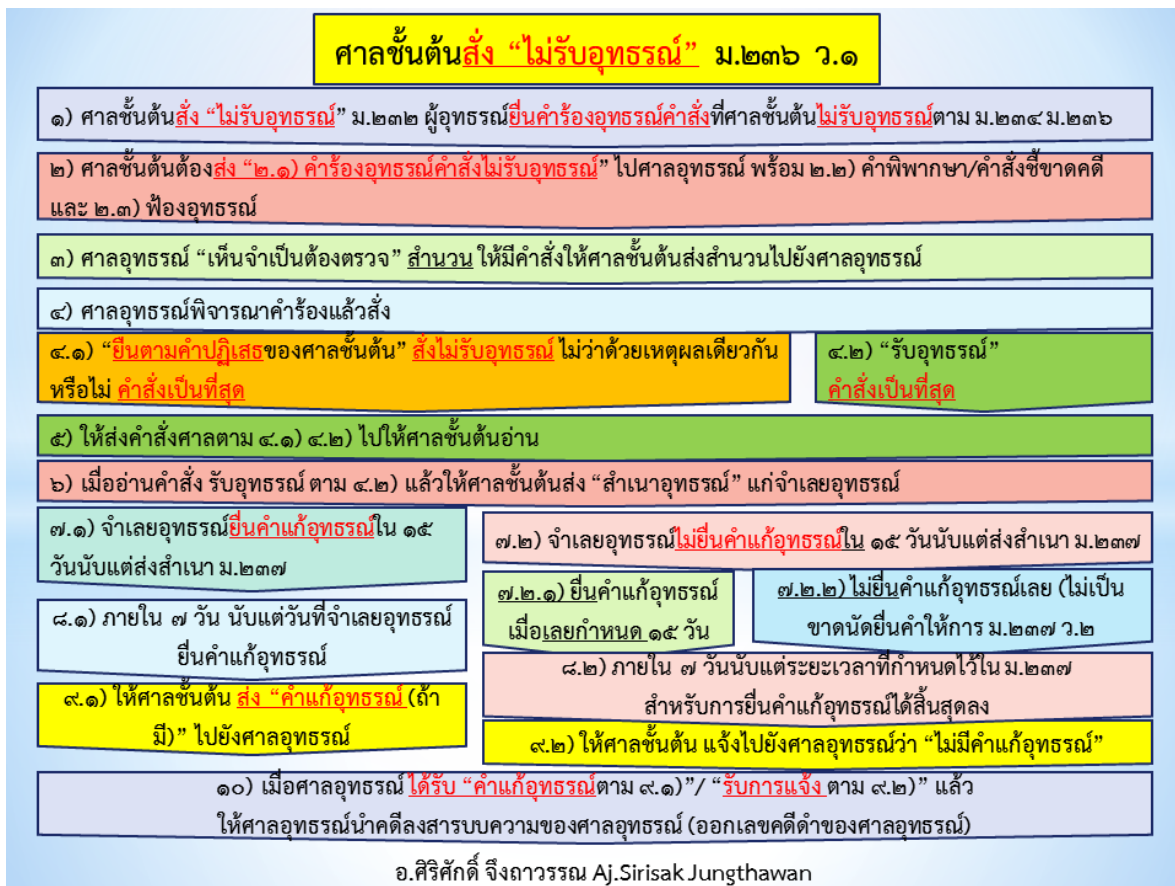 ศาลชั้นต้นสั่ง “ไม่รับอุทธรณ์” ม.๒๓๖ ว.๑
๑) ศาลชั้นต้นสั่ง “ไม่รับอุทธรณ์” ม.๒๓๒ ผู้อุทธรณ์ยื่นคำร้องอุทธรณ์คำสั่งที่ศาลชั้นต้นไม่รับอุทธรณ์ตาม ม.๒๓๔ ม.๒๓๖
๒) ศาลชั้นต้นต้องส่ง “๒.๑) คำร้องอุทธรณ์คำสั่งไม่รับอุทธรณ์” ไปศาลอุทธรณ์ พร้อม ๒.๒) คำพิพากษา/คำสั่งชี้ขาดคดี
และ ๒.๓) ฟ้องอุทธรณ์
๓) ศาลอุทธรณ์ “เห็นจำเป็นต้องตรวจ” สำนวน ให้มีคำสั่งให้ศาลชั้นต้นส่งสำนวนไปยังศาลอุทธรณ์
๔) ศาลอุทธรณ์พิจารณาคำร้องแล้วสั่ง
๔.๑) “ยืนตามคำปฏิเสธของศาลชั้นต้น” สั่งไม่รับอุทธรณ์ ไม่ว่าด้วยเหตุผลเดียวกัน
หรือไม่ คำสั่งเป็นที่สุด
๔.๒) “รับอุทธรณ์”
คำสั่งเป็นที่สุด
๕) ให้ส่งคำสั่งศาลตาม ๔.๑) ๔.๒) ไปให้ศาลชั้นต้นอ่าน
๖) เมื่ออ่านคำสั่ง รับอุทธรณ์ ตาม ๔.๒) แล้วให้ศาลชั้นต้นส่ง “สำเนาอุทธรณ์” แก่จำเลยอุทธรณ์
๗.๑) จำเลยอุทธรณ์ยื่นคำแก้อุทธรณ์ใน ๑๕
วันนับแต่ส่งสำเนา ม.๒๓๗
๗.๒) จำเลยอุทธรณ์ไม่ยื่นคำแก้อุทธรณ์ใน ๑๕ วันนับแต่ส่งสำเนา ม.๒๓๗
๗.๒.๑) ยื่นคำแก้อุทธรณ์
เมื่อเลยกำหนด ๑๕ วัน
๗.๒.๒) ไม่ยื่นคำแก้อุทธรณ์เลย (ไม่เป็น
ขาดนัดยื่นคำให้การ ม.๒๓๗ ว.๒
๘.๑) ภายใน ๗ วัน นับแต่วันที่จำเลยอุทธรณ์
ยื่นคำแก้อุทธรณ์
๘.๒) ภายใน ๗ วันนับแต่ระยะเวลาที่กำหนดไว้ใน ม.๒๓๗
สำหรับการยื่นคำแก้อุทธรณ์ได้สิ้นสุดลง
๙.๑) ให้ศาลชั้นต้น ส่ง “คำแก้อุทธรณ์ (ถ้า
มี)” ไปยังศาลอุทธรณ์
๙.๒) ให้ศาลชั้นต้น แจ้งไปยังศาลอุทธรณ์ว่า “ไม่มีคำแก้อุทธรณ์”
๑๐) เมื่อศาลอุทธรณ์ ได้รับ “คำแก้อุทธรณ์ตาม ๙.๑)”/ “รับการแจ้ง ตาม ๙.๒)” แล้ว
ให้ศาลอุทธรณ์นำคดีลงสารบบความของศาลอุทธรณ์ (ออกเลขคดีดำของศาลอุทธรณ์)
อ.ศิริศักดิ์ จึงถาวรรณ Aj.Sirisak Jungthawan